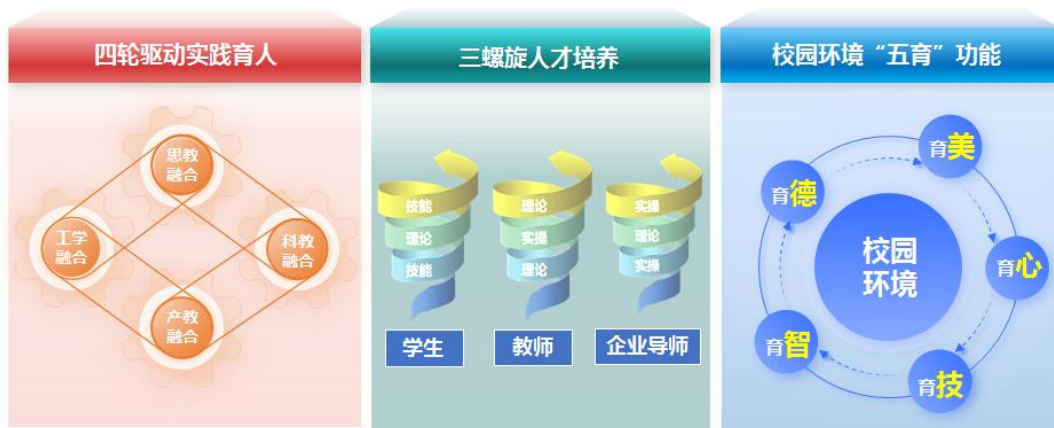 四轮驱动实践育人
思教
融合
工学
融合
科教
融合
产教
融合
三螺旋人才培养
技能
理论
技能
学生
理论
实操
理论
教师
实操
理论
实操
企业导师
校园环境“五育”功能
育美
育德
育心
校园
环境
育智
育技